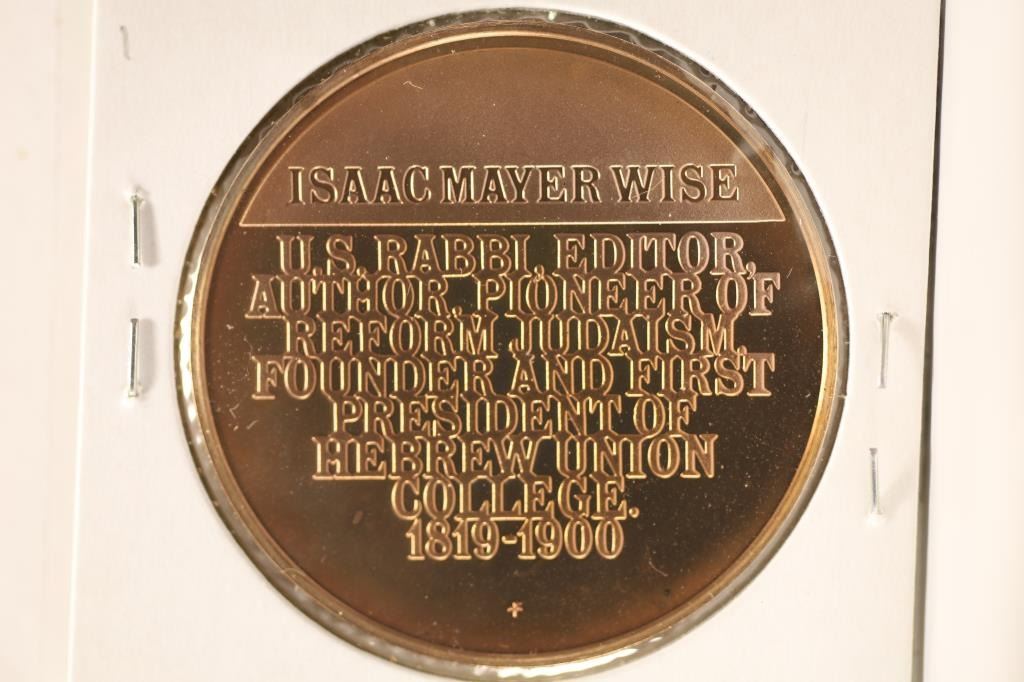 ISAAC MAYER WISE
U.S. RABBI, EDITOR,
AUTHOR, PIONEER OF
REFORM JUDAISM,
FOUNDER AND FIRST
PRESIDENT OF
HEBREW UNION
COLLEGE.
1819-1900